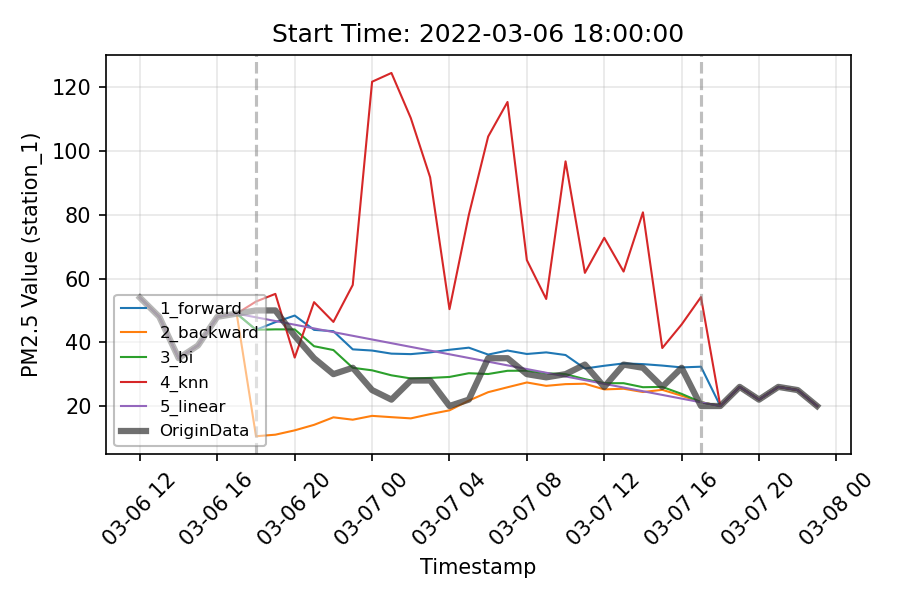 Start Time: 2022-03-06 18:00:00
PM2.5 Value (station_1)
120
100
80
60
40
20
1_forward
2_backward
3_bi
4_knn
5_linear
OriginData
03-06 12
03-06 16
03-06 20
03-07 00
03-07 04
03-07 08
03-07 12
03-07 16
03-07 20
03-08 00
Timestamp